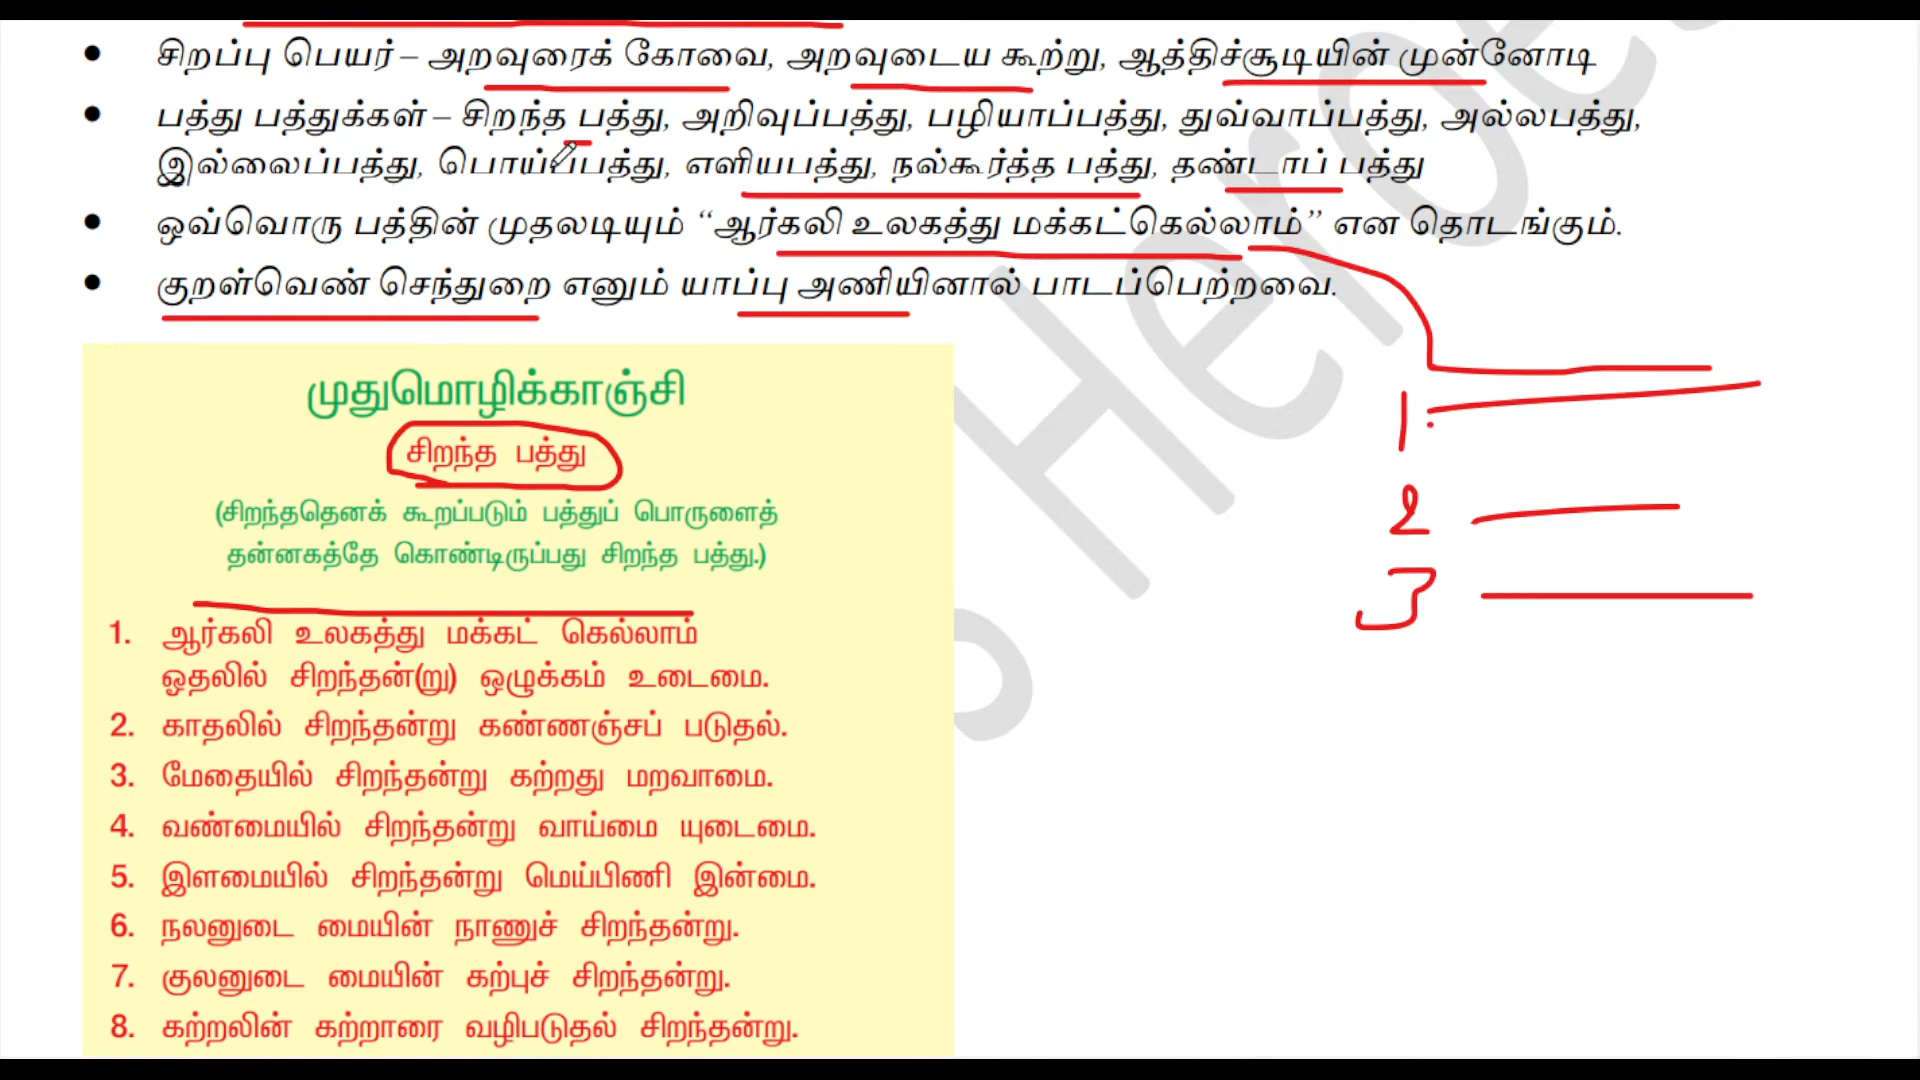 • சிறப்பு பெயர் – அறவுரைக் கோவை, அறவுடைய கூற்று, ஆத்திச்சூடியின் முன்னோடி
• பத்து பத்துக்கள் – சிறந்த பத்து, அறிவுப்பத்து, பழியாப்பத்து, துவ்வாப்பத்து, அல்லபத்து,
இல்லைப்பத்து, பொய்ப்பத்து, எளியபத்து, நல்கூர்த்த பத்து, தண்டாப் பத்து
• ஒவ்வொரு பத்தின் முதலடியும் “ஆர்கலி உலகத்து மக்கட்கெல்லாம்” என தொடங்கும்.
• குறள்வெண் செந்துறை எனும் யாப்பு அணியினால் பாடப்பெற்றவை.
முதுமொழிக்காஞ்சி
சிறந்த பத்து
(சிறந்ததெனக் கூறப்படும் பத்துப் பொருளைத்
தன்னகத்தே கொண்டிருப்பது சிறந்த பத்து.)
1. ஆர்கலி உலகத்து மக்கட் கெல்லாம்
ஓதலில் சிறந்தன்(று) ஒழுக்கம் உடைமை.
2. காதலில் சிறந்தன்று கண்ணஞ்சப் படுதல்.
3. மேதையில் சிறந்தன்று கற்றது மறவாமை.
4. வண்மையில் சிறந்தன்று வாய்மை யுடைமை.
5. இளமையில் சிறந்தன்று மெய்பிணி இன்மை.
6. நலனுடை மையின் நாணுச் சிறந்தன்று.
7. குலனுடை மையின் கற்புச் சிறந்தன்று.
8. கற்றலின் கற்றாரை வழிபடுதல் சிறந்தன்று.
1.
2
3